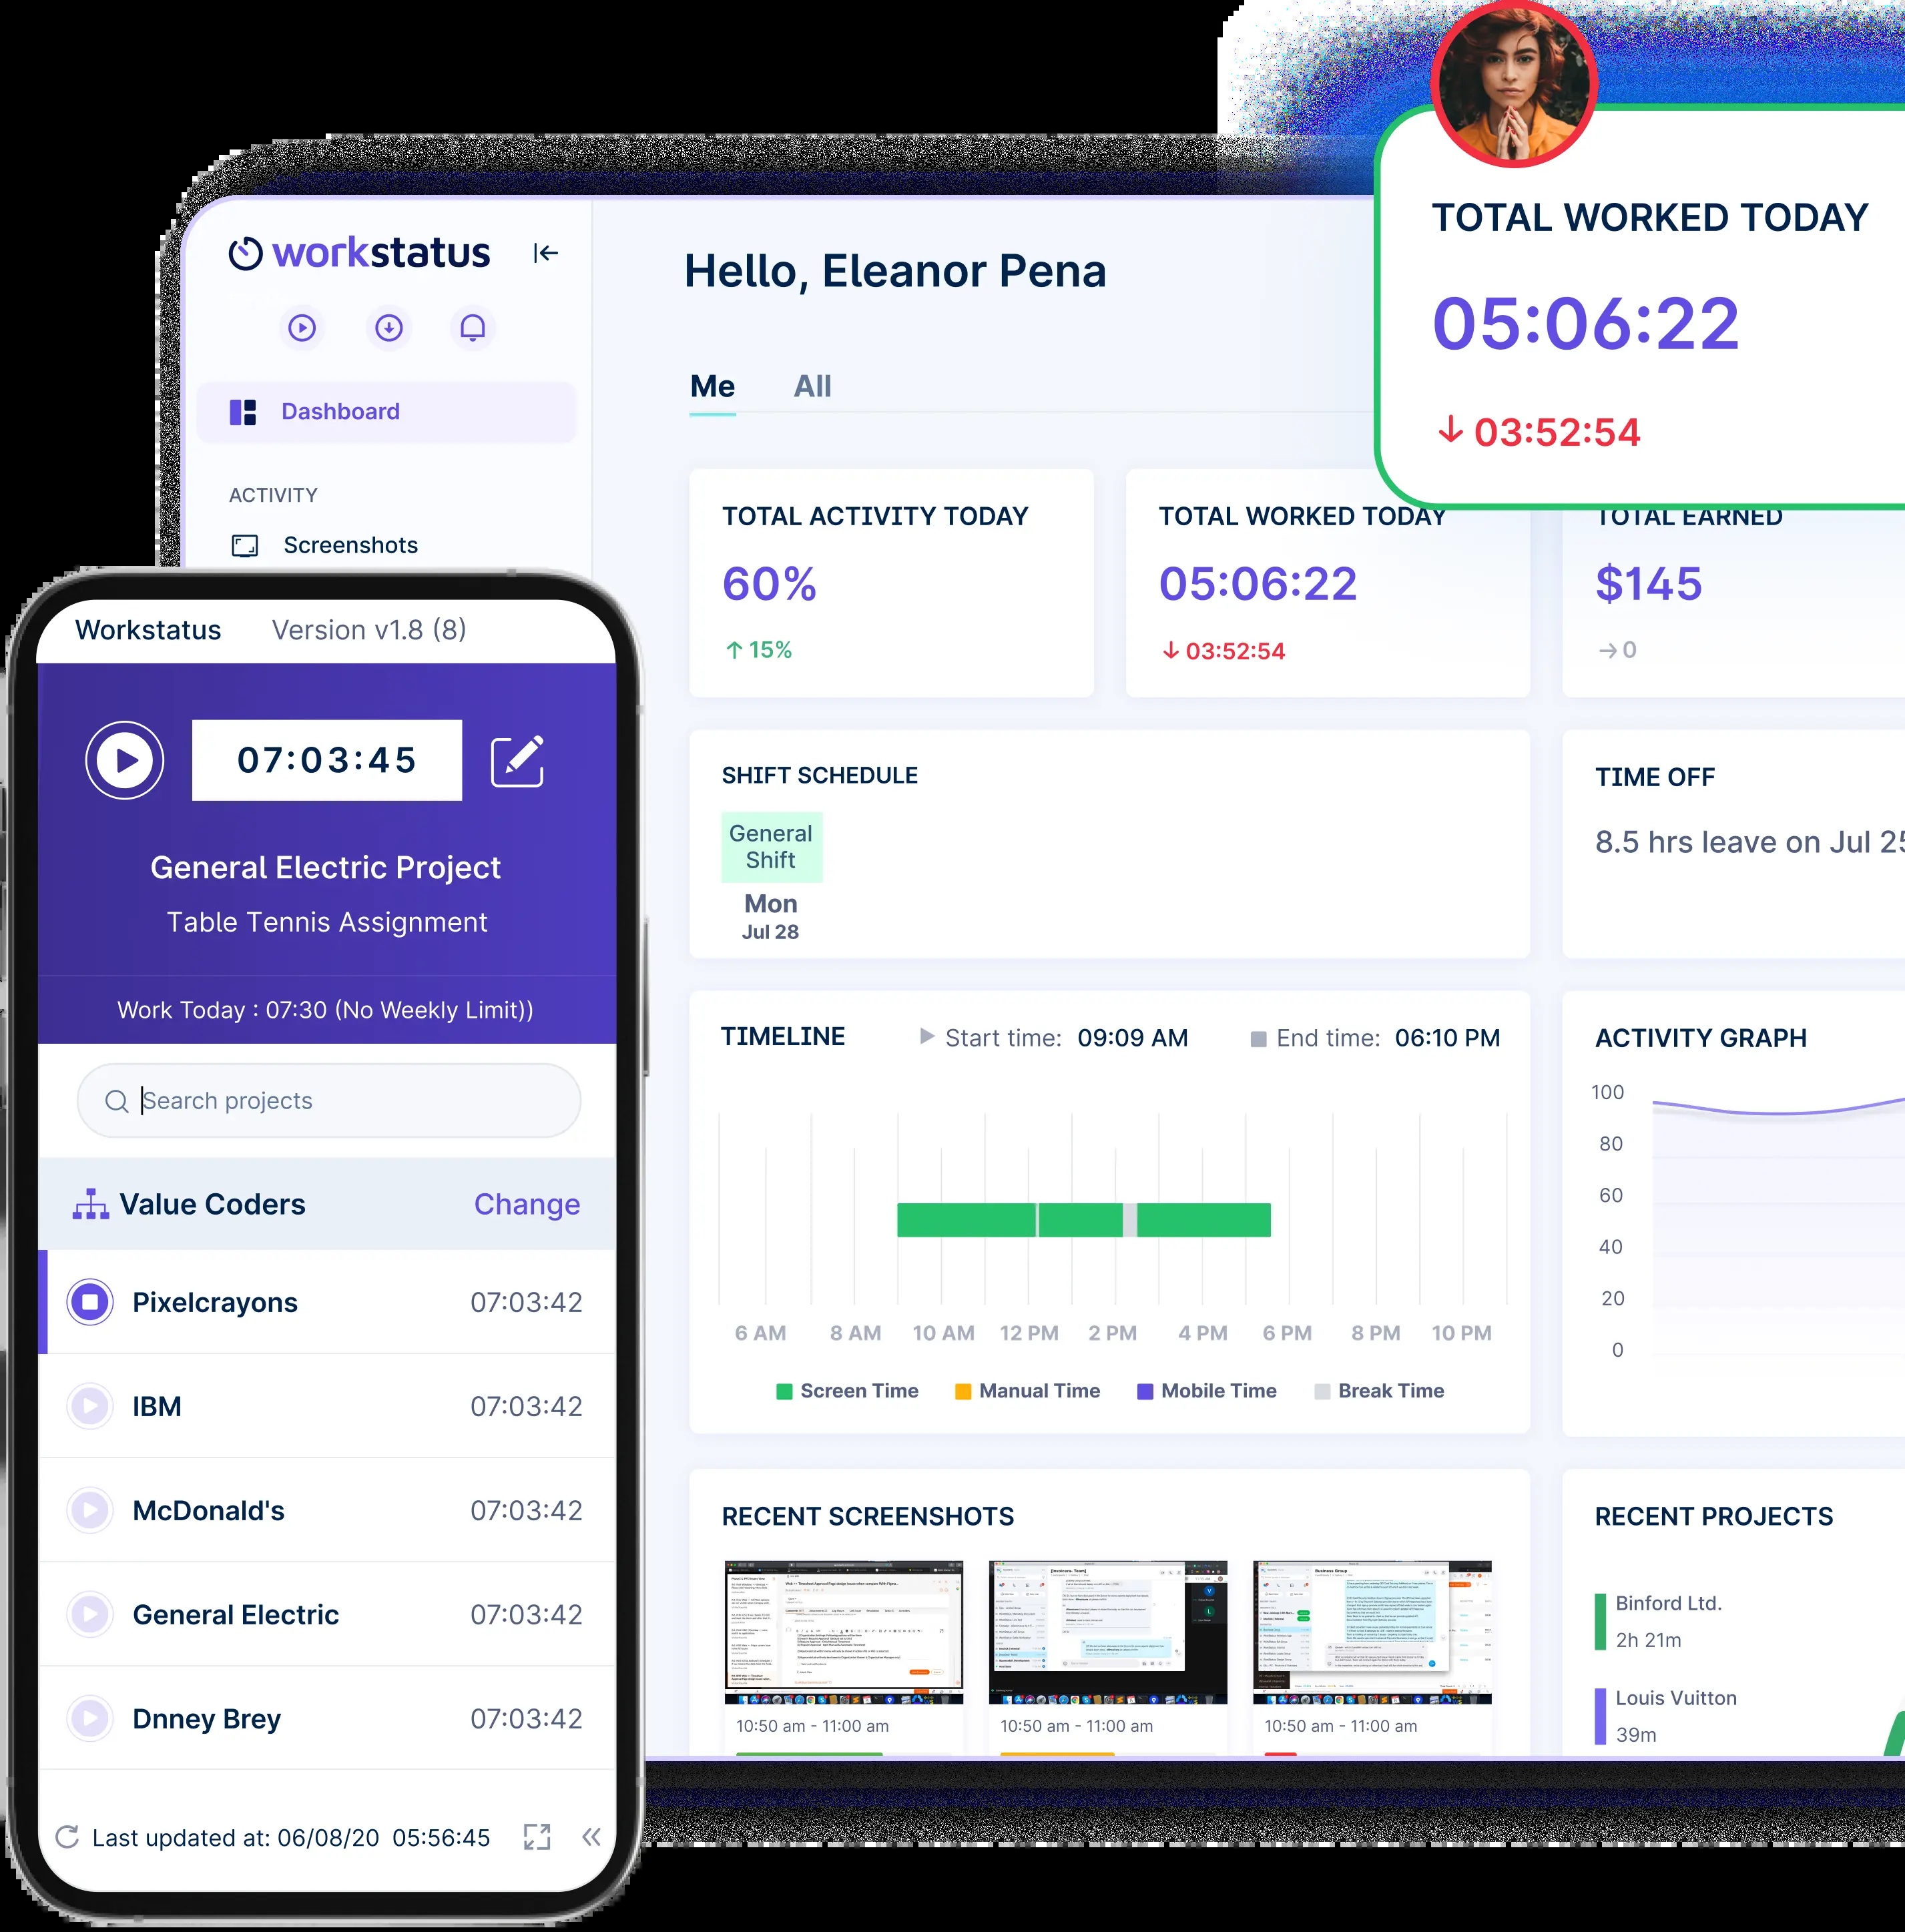 workstatus
Dashboard
ACTIVITY
Screenshots
Hello, Eleanor Pena
Me All
TOTAL WORKED TODAY
05:06:22
↓ 03:52:54
TOTAL ACTIVITY TODAY
60%
↑ 15%
TOTAL WORKED TODAY
05:06:22
↓ 03:52:54
TOTAL EARNED
$145
→ 0
SHIFT SCHEDULE
General
Shift
Mon
Jul 28
TIME OFF
8.5 hrs leave on Jul 25
TIMELINE Start time: 09:09 AM End time: 06:10 PM
6 AM 8 AM 10 AM 12 PM 2 PM 4 PM 6 PM 8 PM 10 PM
Screen Time Manual Time Mobile Time Break Time
ACTIVITY GRAPH
100
80
60
40
20
0
RECENT SCREENSHOTS
10:50 am - 11:00 am
10:50 am - 11:00 am
10:50 am - 11:00 am
RECENT PROJECTS
Binford Ltd.
2h 21m
Louis Vuitton
39m
Workstatus Version v1.8 (8)
07:03:45
General Electric Project
Table Tennis Assignment
Work Today : 07:30 (No Weekly Limit))
Search projects
Value Coders Change
Pixelcrayons 07:03:42
IBM 07:03:42
McDonald's 07:03:42
General Electric 07:03:42
Dnney Brey 07:03:42
Last updated at: 06/08/20 05:56:45